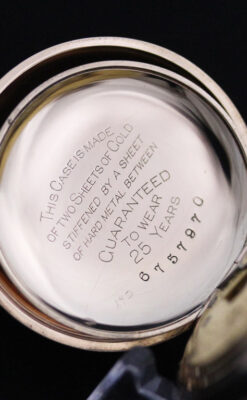 THIS CASE IS MADE
OF TWO SHEETS OF GOLD
STIFFENED BY A SHEET
OF HARD METAL BETWEEN
GUARANTEED
TO WEAR
25 YEARS
6757970